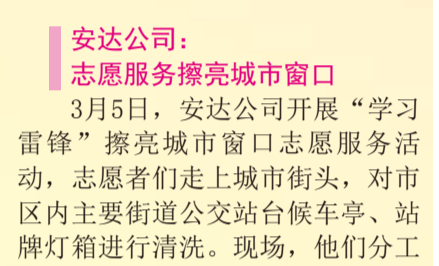 安达公司：
志愿服务擦亮城市窗口
3月5日，安达公司开展“学习
雷锋”擦亮城市窗口志愿服务活
动，志愿者们走上城市街头，对市
区内主要街道公交站台候车亭、站
牌灯箱进行清洗。现场，他们分工